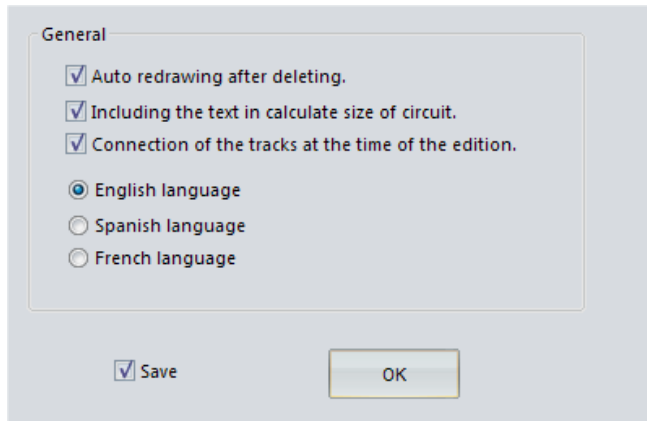 General
Auto redrawing after deleting.
Including the text in calculate size of circuit.
Connection of the tracks at the time of the edition.
English language
Spanish language
French language
Save
OK